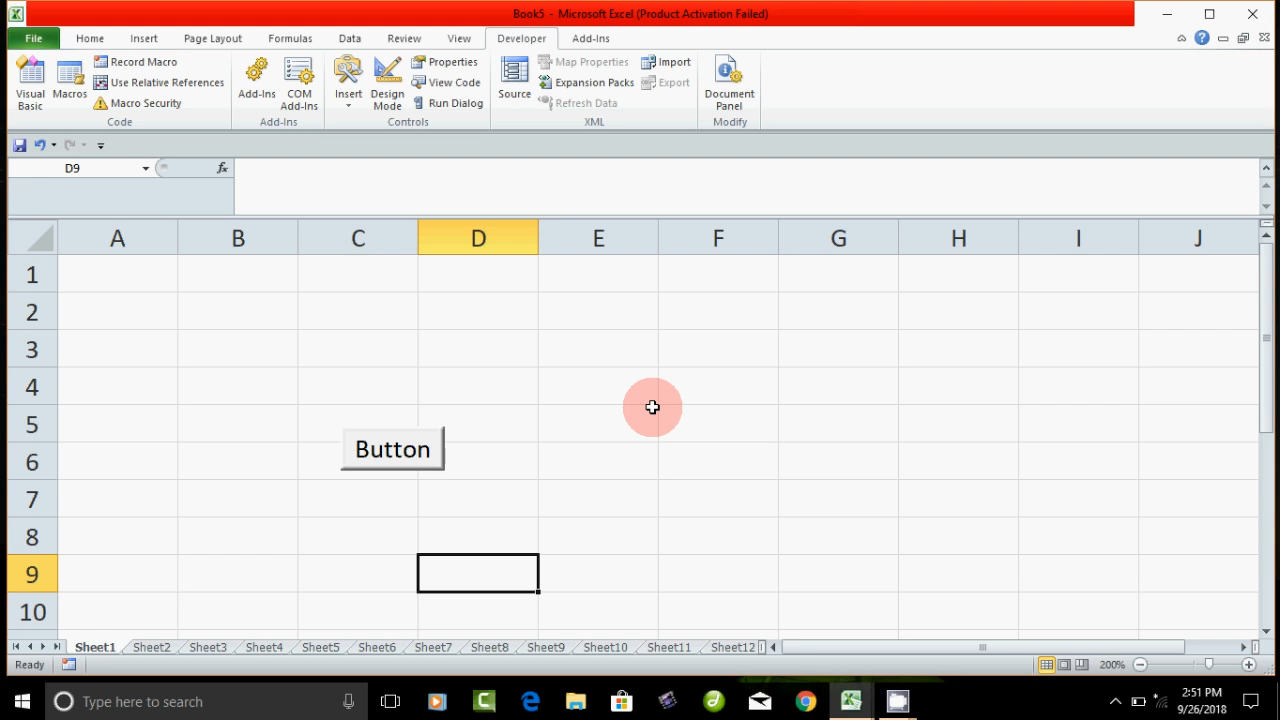 Book5 - Microsoft Excel (Product Activation Failed)
File Home Insert Page Layout Formulas Data Review View Developer Add-Ins
Visual Basic
Macros
Record Macro
Use Relative References
Macro Security
Code
Add-Ins
COM Add-Ins
Add-Ins
Insert
Design Mode
Properties
View Code
Run Dialog
Controls
Source
Map Properties
Expansion Packs
Refresh Data
Import
Export
XML
Document Panel
Modify
D9 fx
A B C D E F G H I J
1
2
3
4
5
Button
6
7
8
9
10
Sheet1 Sheet2 Sheet3 Sheet4 Sheet5 Sheet6 Sheet7 Sheet8 Sheet9 Sheet10 Sheet11 Sheet12
Ready 200%
Type here to search
2:51 PM
9/26/2018